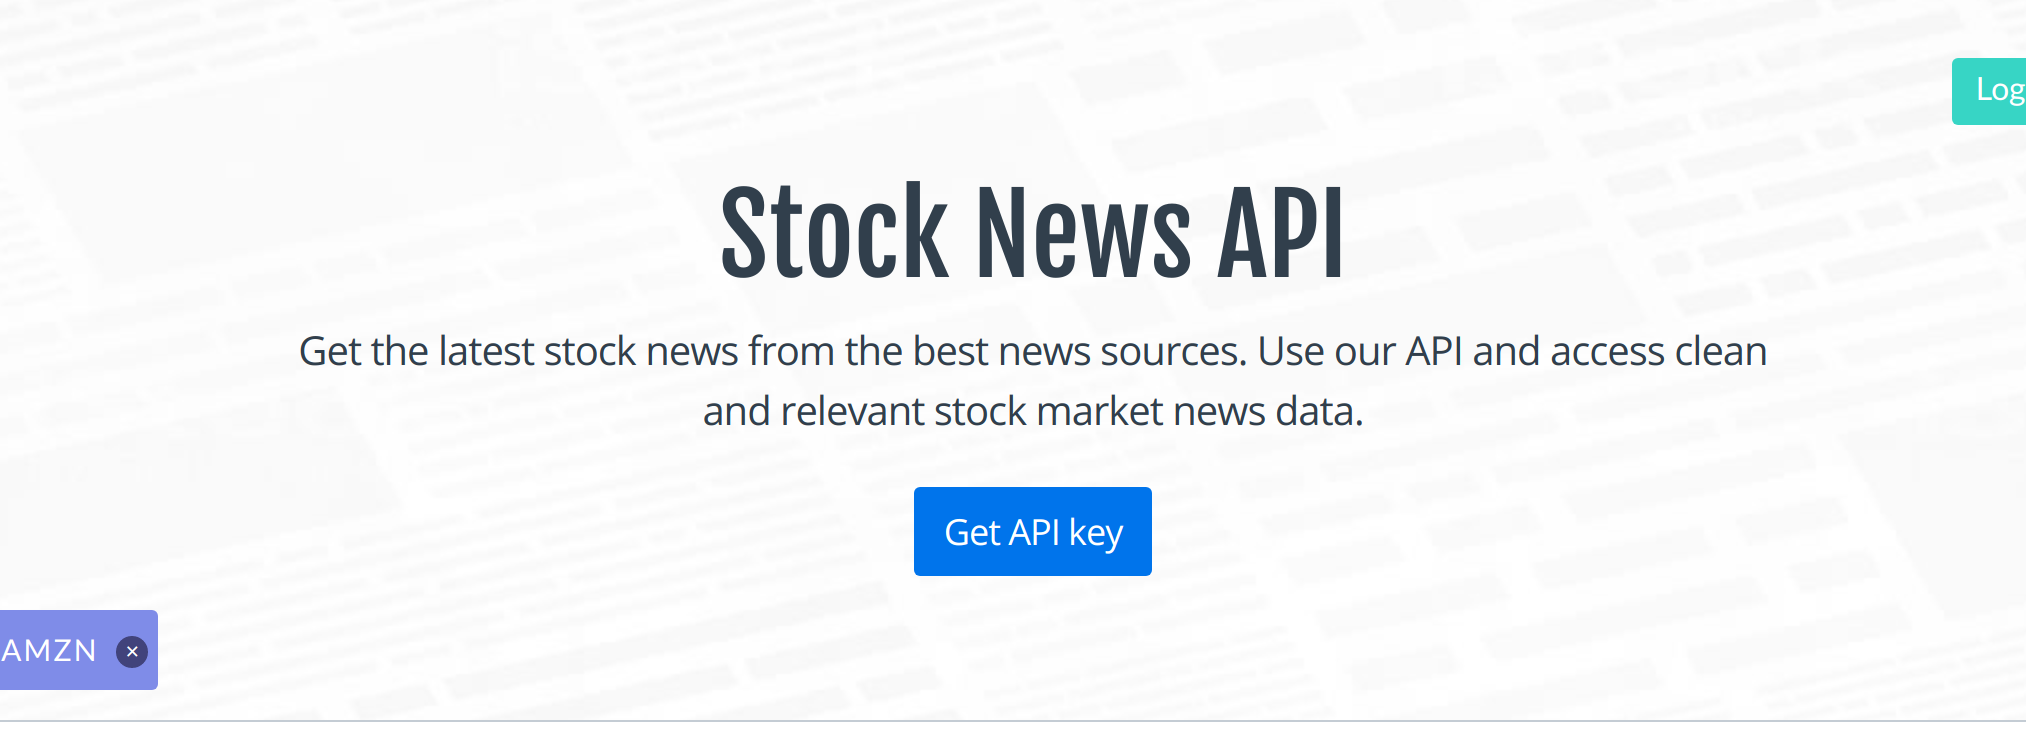 Log
Stock News API
Get the latest stock news from the best news sources. Use our API and access clean
and relevant stock market news data.
Get API key
AMZN